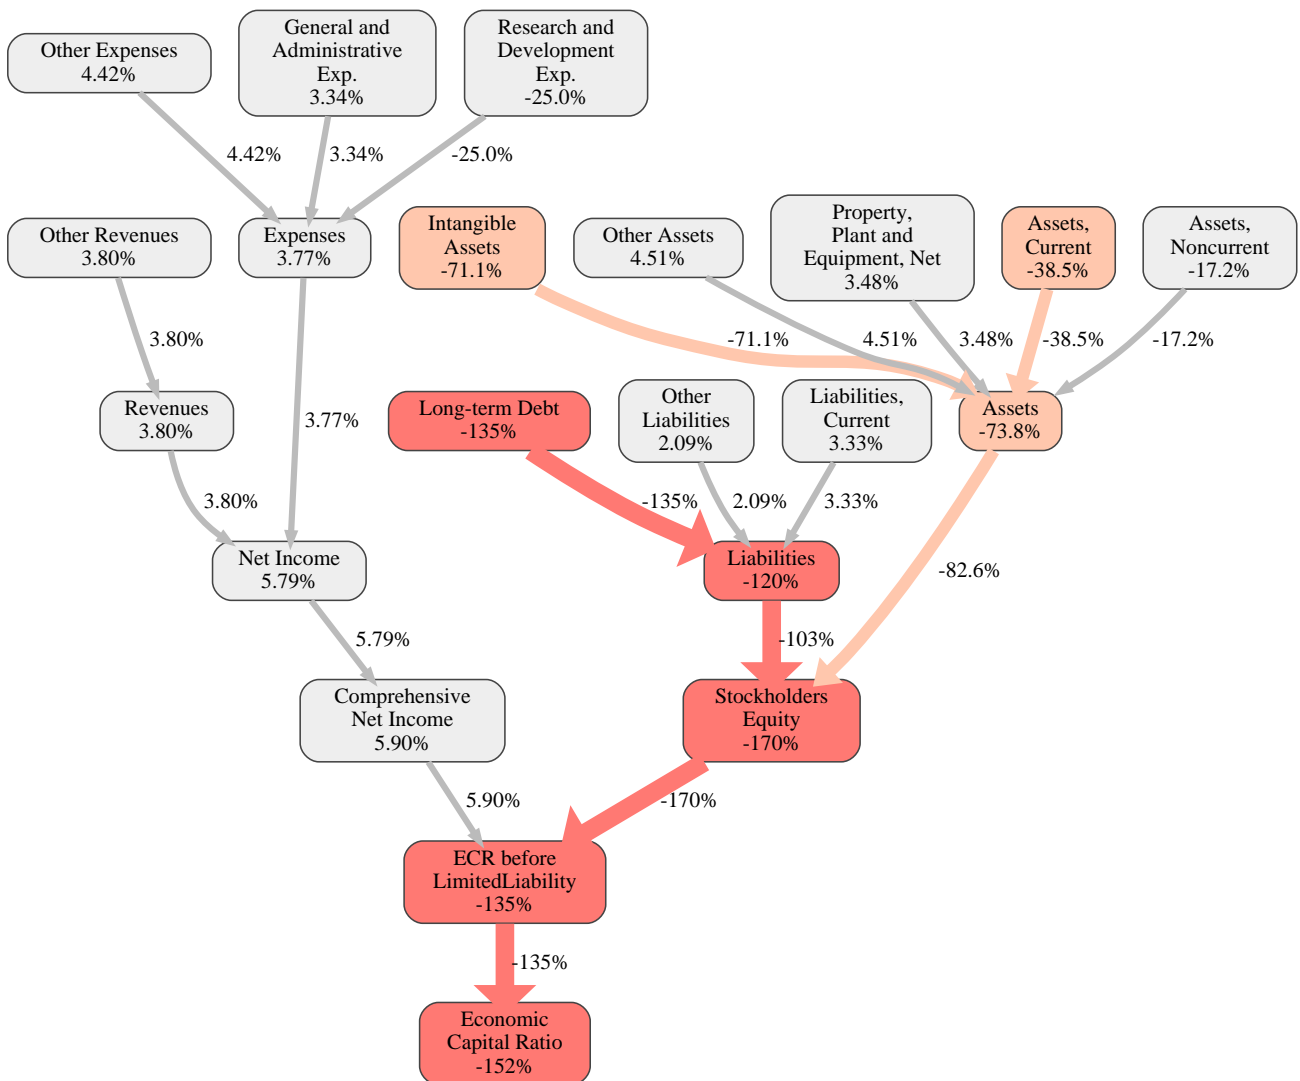 Other Expenses
4.42%
General and
Administrative
Exp.
3.34%
Research and
Development
Exp.
-25.0%
4.42%
3.34%
-25.0%
Other Revenues
3.80%
Expenses
3.77%
Intangible
Assets
-71.1%
Other Assets
4.51%
Property,
Plant and
Equipment, Net
3.48%
Assets,
Current
-38.5%
Assets,
Noncurrent
-17.2%
3.80%
-71.1%
4.51%
3.48%
-38.5%
-17.2%
Revenues
3.80%
3.77%
Long-term Debt
-135%
Other
Liabilities
2.09%
Liabilities,
Current
3.33%
Assets
-73.8%
3.80%
-135%
2.09%
3.33%
Net Income
5.79%
Liabilities
-120%
-82.6%
5.79%
-103%
Comprehensive
Net Income
5.90%
Stockholders
Equity
-170%
5.90%
-170%
ECR before
LimitedLiability
-135%
-135%
Economic
Capital Ratio
-152%